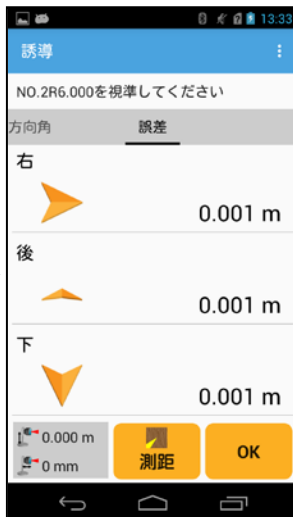 13:33
誘導
NO.2R6.000を視準してください
方向角 誤差
右
0.001 m
後
0.001 m
下
0.001 m
0.000 m
0 mm
測距
OK